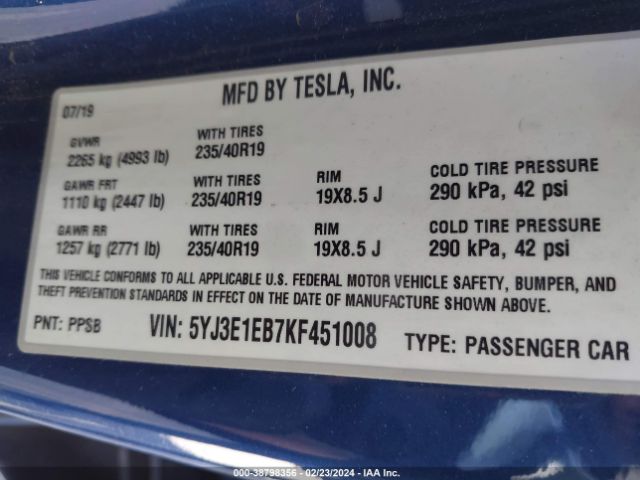 MFD BY TESLA, INC.
07/19
GVWR
2265 kg (4993 lb)
WITH TIRES
235/40R19
GAWR FRT
1110 kg (2447 lb)
WITH TIRES
235/40R19
RIM
19X8.5 J
COLD TIRE PRESSURE
290 kPa, 42 psi
GAWR RR
1257 kg (2771 lb)
WITH TIRES
235/40R19
RIM
19X8.5 J
COLD TIRE PRESSURE
290 kPa, 42 psi
THIS VEHICLE CONFORMS TO ALL APPLICABLE U.S. FEDERAL MOTOR VEHICLE SAFETY, BUMPER, AND
THEFT PREVENTION STANDARDS IN EFFECT ON THE DATE OF MANUFACTURE SHOWN ABOVE.
PNT: PPSB
VIN: 5YJ3E1EB7KF451008
TYPE: PASSENGER CAR
000-38798356 - 02/23/2024 - IAA Inc.